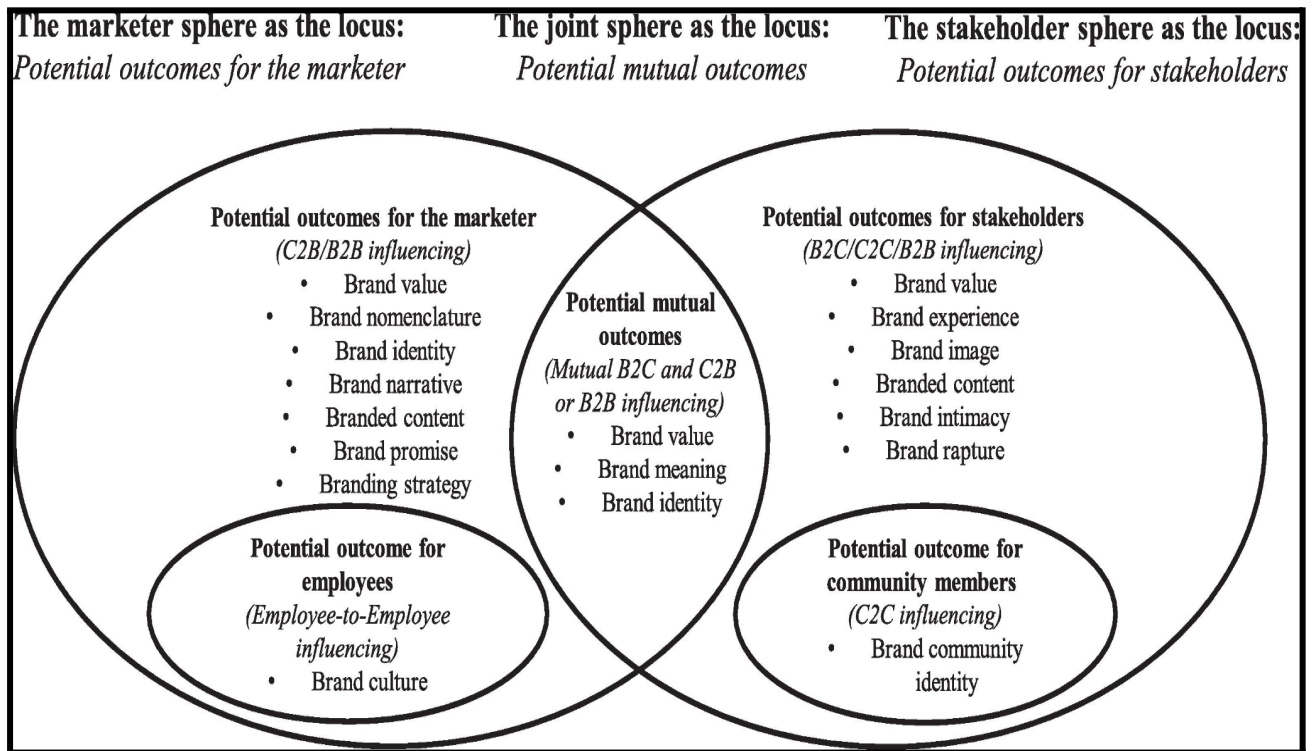 The marketer sphere as the locus:
Potential outcomes for the marketer
The joint sphere as the locus:
Potential mutual outcomes
The stakeholder sphere as the locus:
Potential outcomes for stakeholders
Potential outcomes for the marketer
(C2B/B2B influencing)
• Brand value
• Brand nomenclature
• Brand identity
• Brand narrative
• Branded content
• Brand promise
• Branding strategy
Potential outcome for
employees
(Employee-to-Employee
influencing)
• Brand culture
Potential mutual
outcomes
(Mutual B2C and C2B
or B2B influencing)
• Brand value
• Brand meaning
• Brand identity
Potential outcomes for stakeholders
(B2C/C2C/B2B influencing)
• Brand value
• Brand experience
• Brand image
• Branded content
• Brand intimacy
• Brand rapture
Potential outcome for
community members
(C2C influencing)
• Brand community
identity